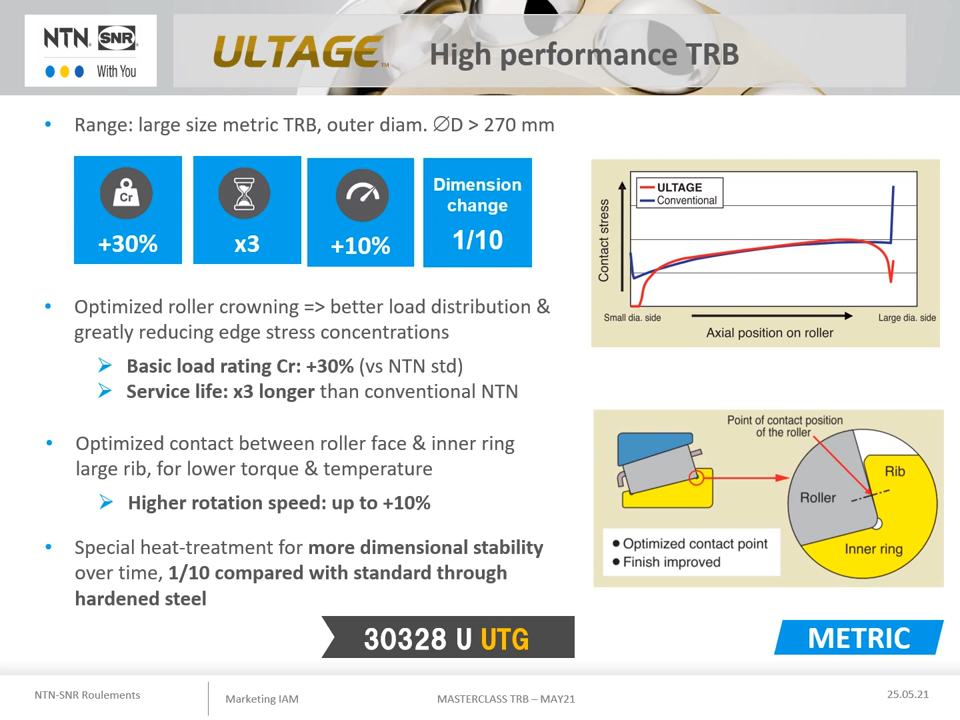 NTN® SNR®
With You
ULTAGE™ High performance TRB
• Range: large size metric TRB, outer diam. ∅D > 270 mm
Cr
+30%
x3
+10%
Dimension
change
1/10
ULTAGE
Conventional
Contact stress
Small dia. side
Large dia. side
Axial position on roller
• Optimized roller crowning => better load distribution &
greatly reducing edge stress concentrations
➢ Basic load rating Cr: +30% (vs NTN std)
➢ Service life: x3 longer than conventional NTN
• Optimized contact between roller face & inner ring
large rib, for lower torque & temperature
➢ Higher rotation speed: up to +10%
• Special heat-treatment for more dimensional stability
over time, 1/10 compared with standard through
hardened steel
Point of contact position
of the roller
Rib
Roller
Inner ring
● Optimized contact point
● Finish improved
30328 U UTG
METRIC
NTN-SNR Roulements
Marketing IAM
MASTERCLASS TRB – MAY21
25.05.21